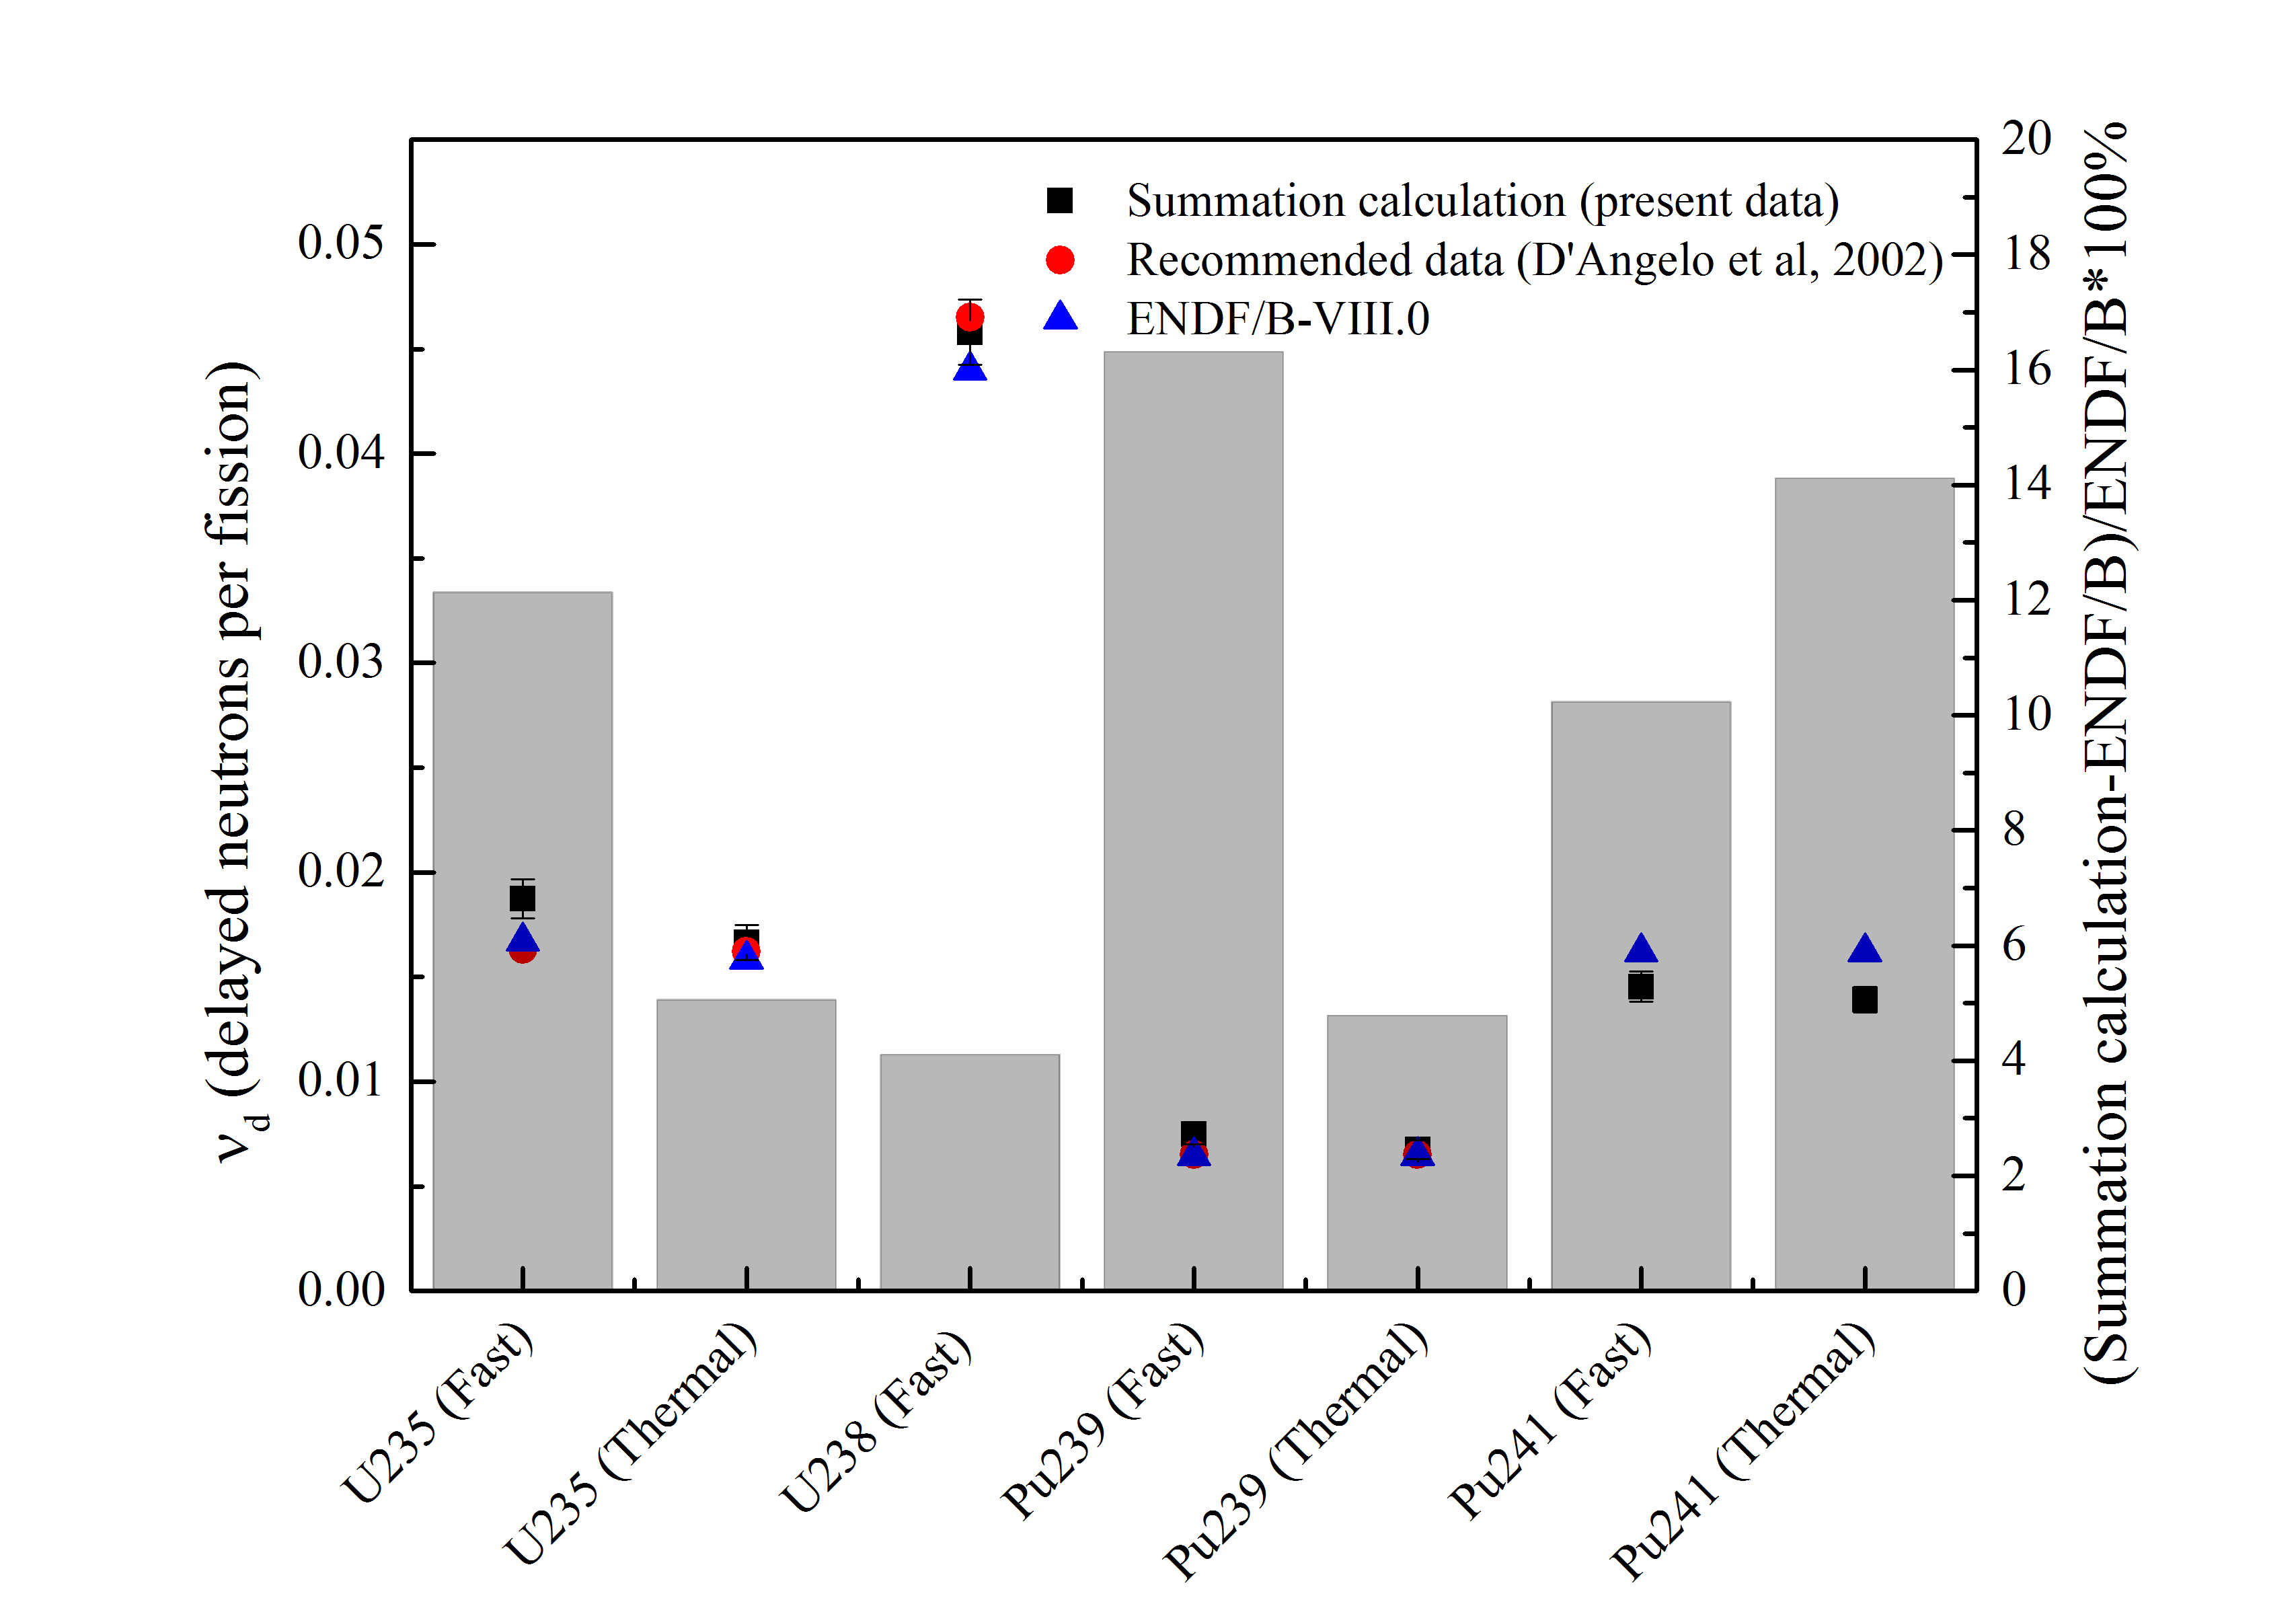 Summation calculation (present data)
Recommended data (D'Angelo et al, 2002)
ENDF/B-VIII.0
νd (delayed neutrons per fission)
0.05
0.04
0.03
0.02
0.01
0.00
20
18
16
14
12
10
8
6
4
2
0
(Summation calculation-ENDF/B)/ENDF/B*100%
U235 (Fast)
U235 (Thermal)
U238 (Fast)
Pu239 (Fast)
Pu239 (Thermal)
Pu241 (Fast)
Pu241 (Thermal)